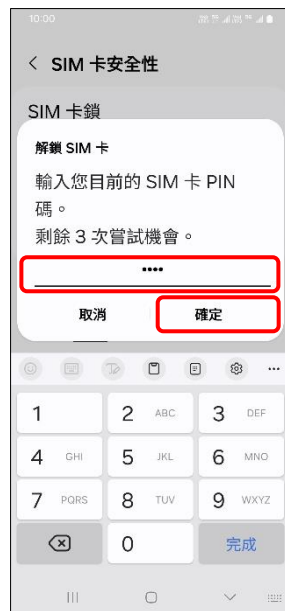 10:00
SIM 卡安全性
SIM 卡鎖
解鎖 SIM 卡
輸入您目前的 SIM 卡 PIN
碼。
剩餘 3 次嘗試機會。
••••
取消 確定
1 2 ABC 3 DEF
4 GHI 5 JKL 6 MNO
7 PQRS 8 TUV 9 WXYZ
0 完成